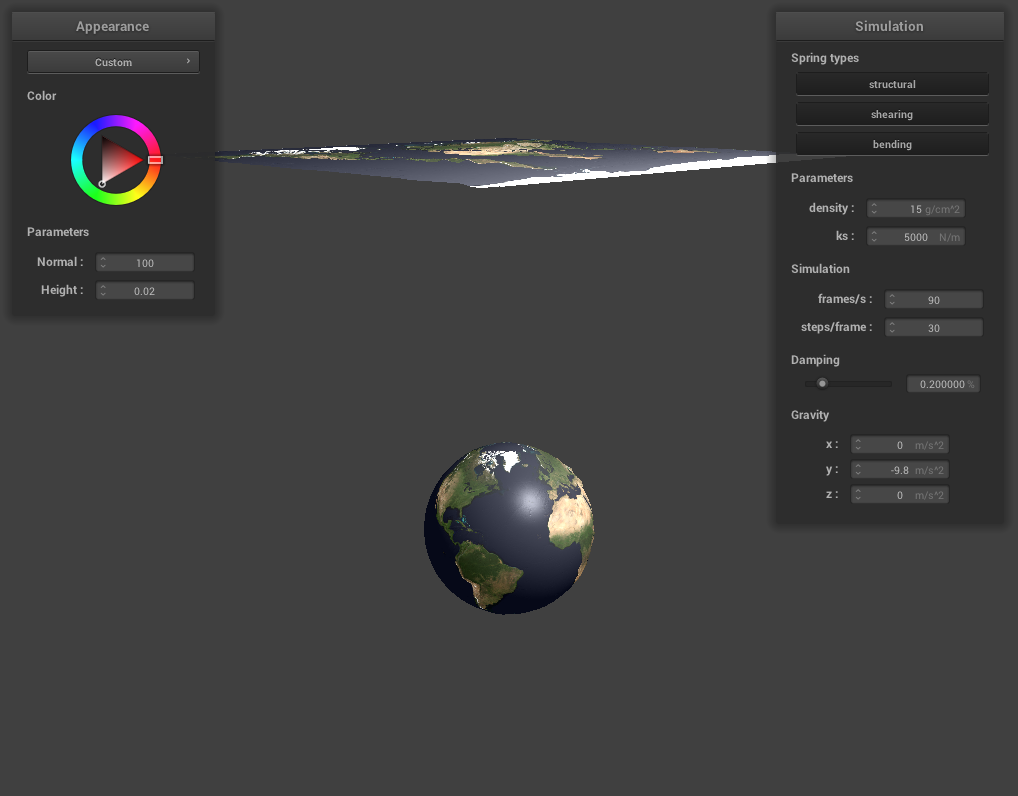 Appearance
Custom
Color
Parameters
Normal : 100
Height : 0.02
Simulation
Spring types
structural
shearing
bending
Parameters
density : 15 g/cm^2
ks : 5000 N/m
Simulation
frames/s : 90
steps/frame : 30
Damping
0.200000 %
Gravity
x : 0 m/s^2
y : -9.8 m/s^2
z : 0 m/s^2